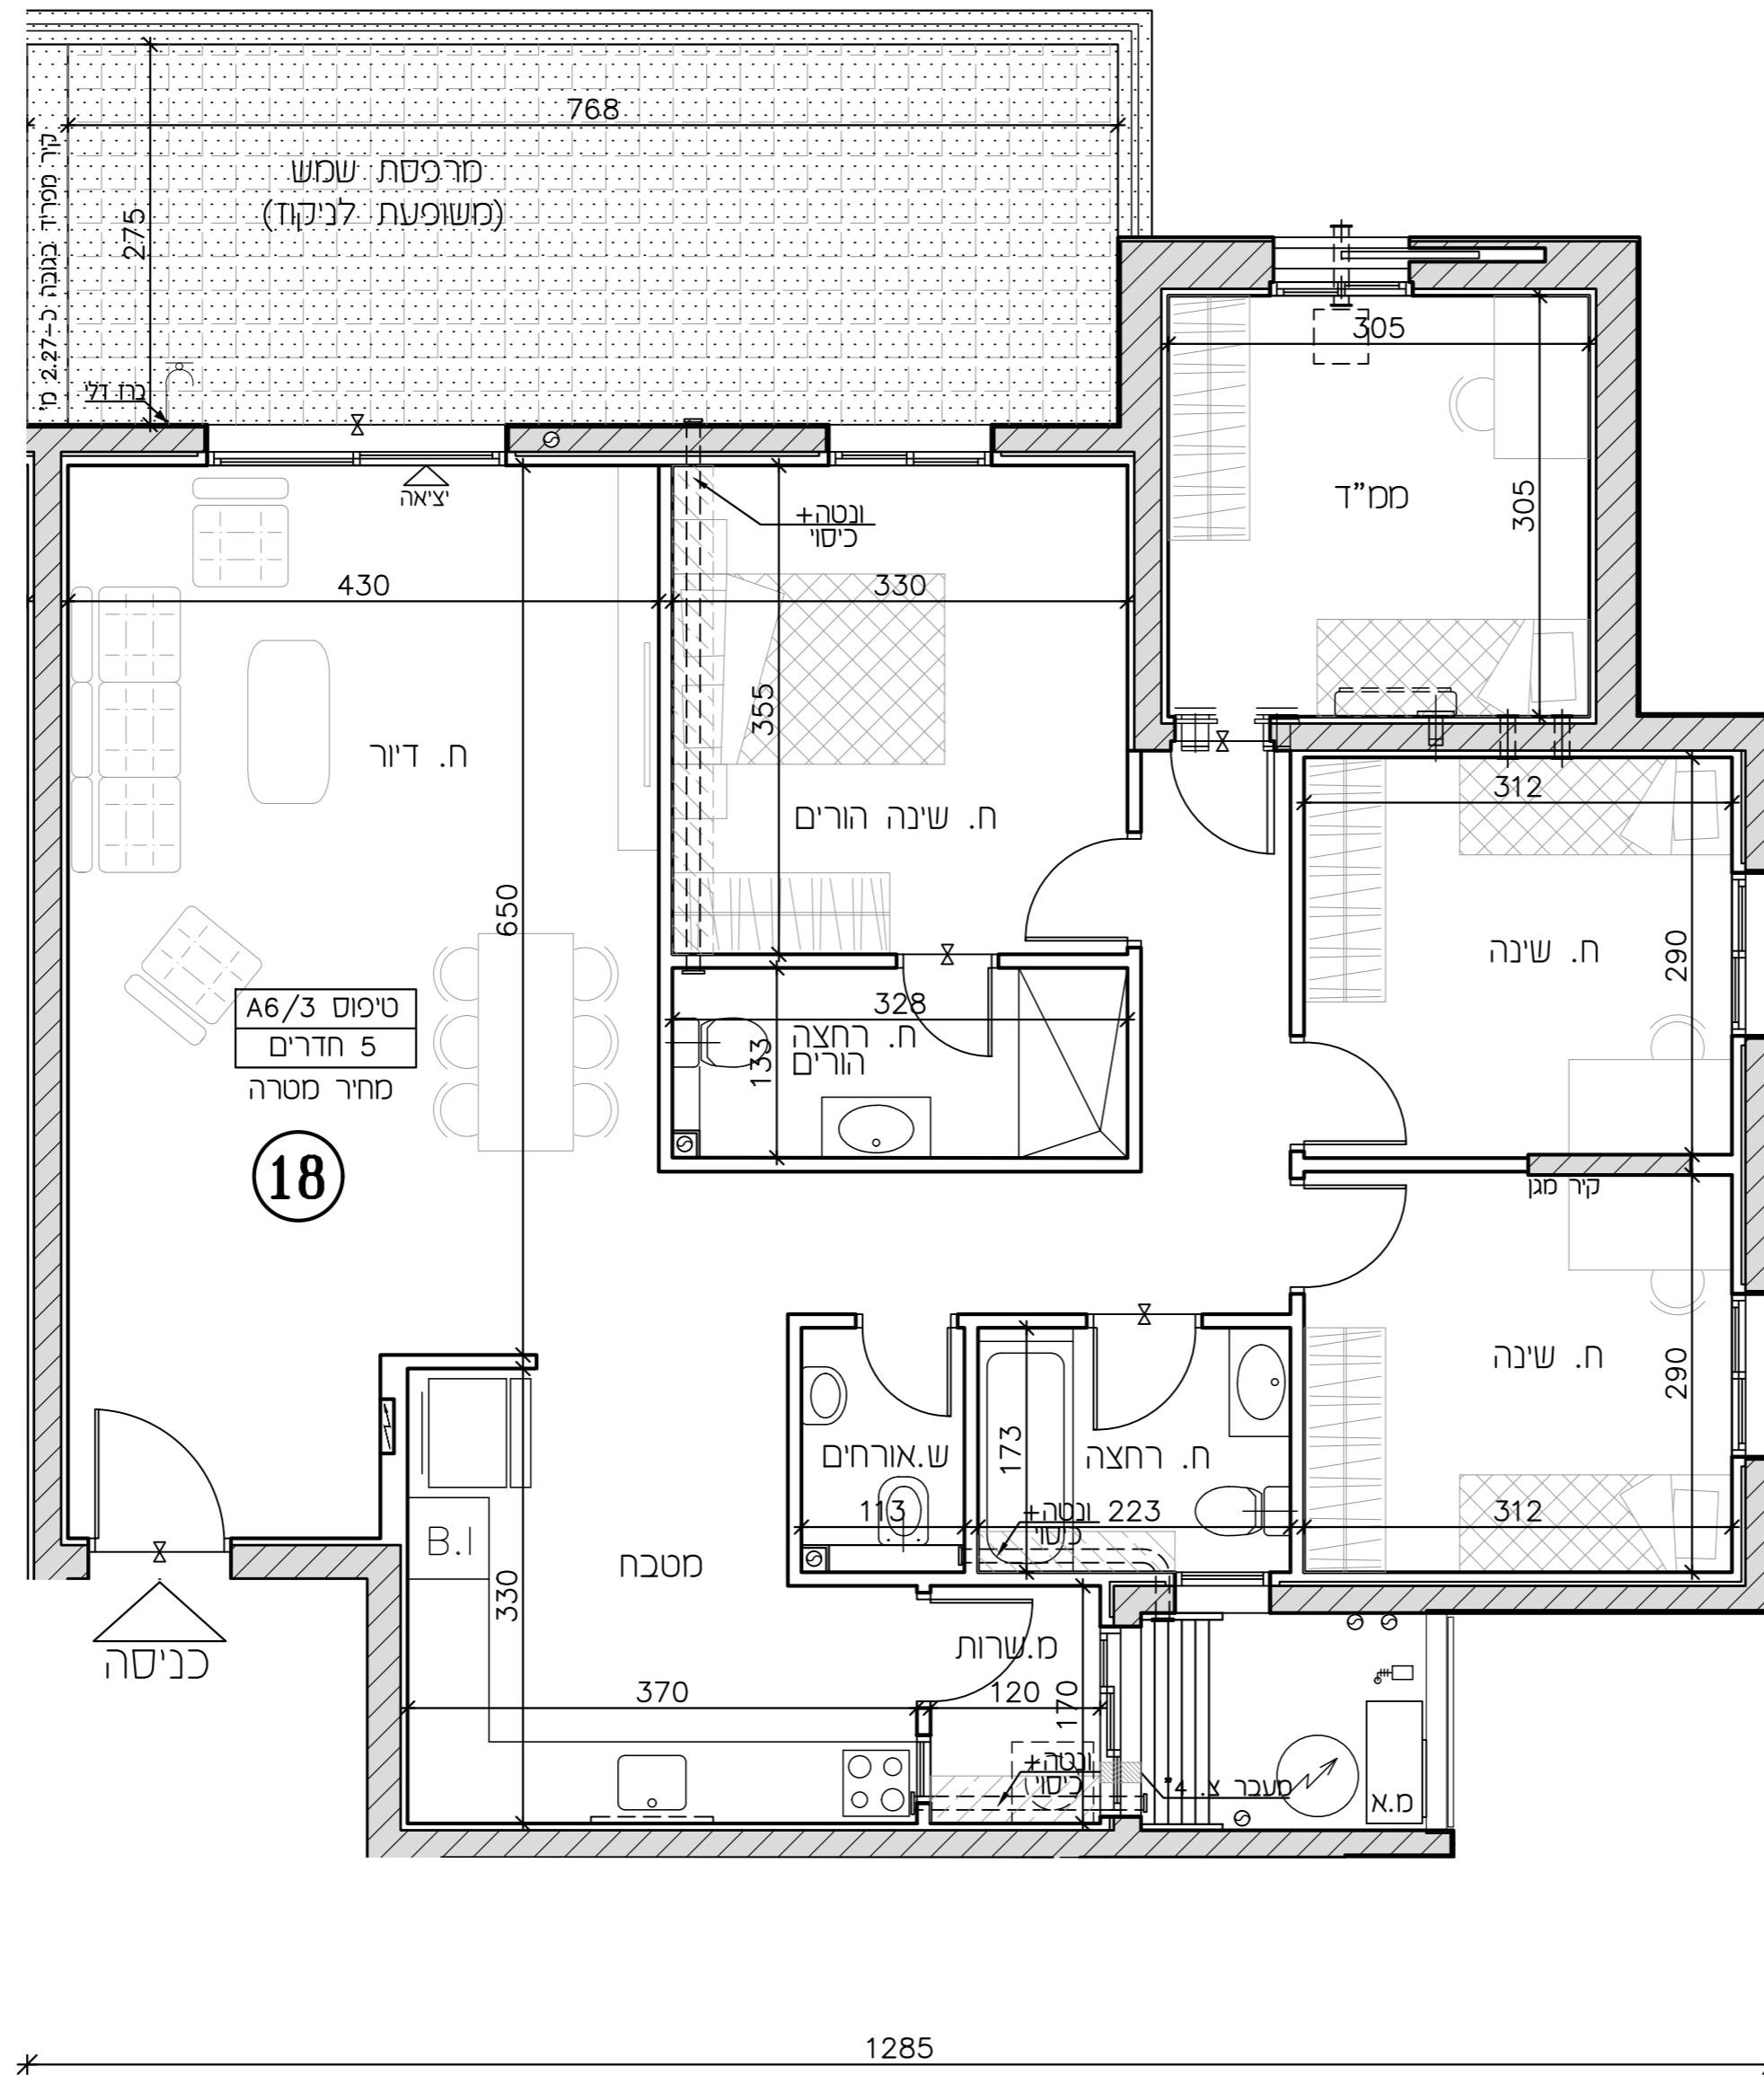 768
מרפסת שמש
(משופעת לניקוז)
275
קיר מפריד בגובה כ-2.27 מ'
ברז דלי
יציאה
ונטה+
כיסוי
305
ממ"ד
305
430
330
355
ח. דיור
ח. שינה הורים
650
312
ח. שינה
290
328
ח. רחצה
הורים
133
טיפוס A6/3
5 חדרים
מחיר מטרה
18
קיר מגן
ח. שינה
290
312
ש.אורחים
113
173
ח. רחצה
ונטה+
כיסוי
223
B.I
מטבח
330
כניסה
מ.שרות
370
120
170
ונטה+
כיסוי
מעבר צ. 4"
מ.א
1285